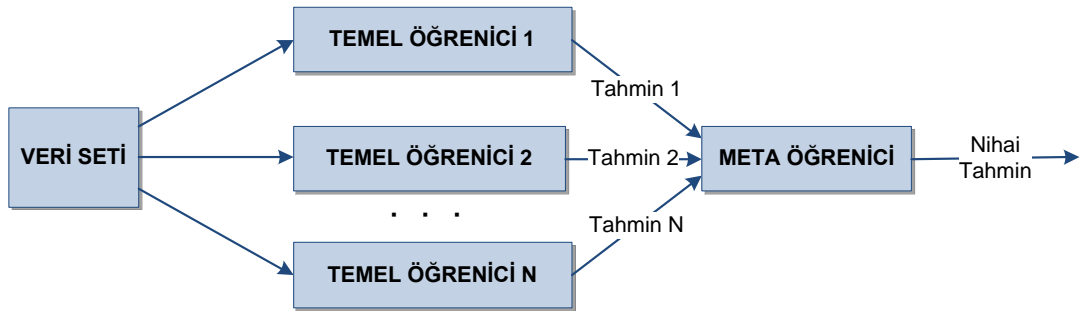 TEMEL ÖĞRENİCİ 1
Tahmin 1
VERİ SETİ
TEMEL ÖĞRENİCİ 2
Tahmin 2
META ÖĞRENİCİ
Nihai
Tahmin
. . .
Tahmin N
TEMEL ÖĞRENİCİ N